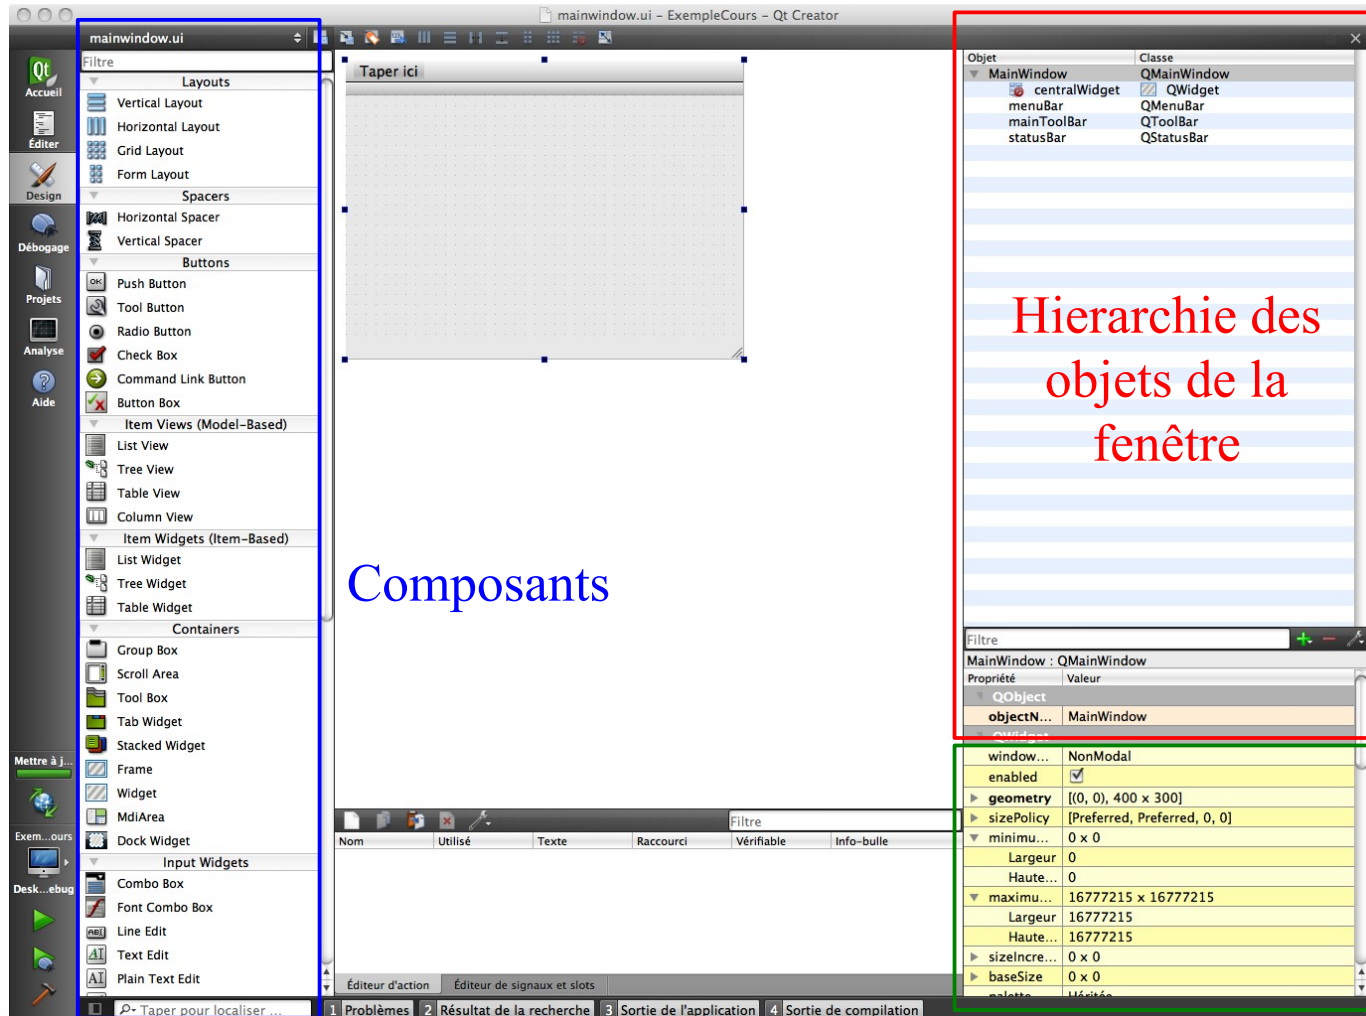 mainwindow.ui – ExempleCours – Qt Creator
mainwindow.ui
Filtre
Layouts
Vertical Layout
Horizontal Layout
Grid Layout
Form Layout
Spacers
Horizontal Spacer
Vertical Spacer
Buttons
OK
Push Button
Tool Button
Radio Button
Check Box
Command Link Button
Button Box
Item Views (Model-Based)
List View
Tree View
Table View
Column View
Item Widgets (Item-Based)
List Widget
Tree Widget
Table Widget
Containers
Group Box
Scroll Area
Tool Box
Tab Widget
Stacked Widget
Frame
Widget
MdiArea
Dock Widget
Input Widgets
Combo Box
Font Combo Box
ABI
Line Edit
AI
Text Edit
AI
Plain Text Edit
Taper pour localiser ...
Qt
Accueil
Éditer
Design
Débogage
Projets
Analyse
?
Aide
Mettre à j...
Exem...ours
Desk...ebug
Taper ici
Composants
Filtre
Nom Utilisé Texte Raccourci Vérifiable Info-bulle
Éditeur d'action Éditeur de signaux et slots
1 Problèmes 2 Résultat de la recherche 3 Sortie de l'application 4 Sortie de compilation
Objet Classe
MainWindow QMainWindow
centralWidget QWidget
menuBar QMenuBar
mainToolBar QToolBar
statusBar QStatusBar
Hierarchie des
objets de la
fenêtre
Filtre
MainWindow : QMainWindow
Propriété Valeur
QObject
objectN... MainWindow
QWidget
window... NonModal
enabled
geometry [(0, 0), 400 x 300]
sizePolicy [Preferred, Preferred, 0, 0]
minimu... 0 x 0
Largeur 0
Haute... 0
maximu... 16777215 x 16777215
Largeur 16777215
Haute... 16777215
sizeIncre... 0 x 0
baseSize 0 x 0
palette Héritée